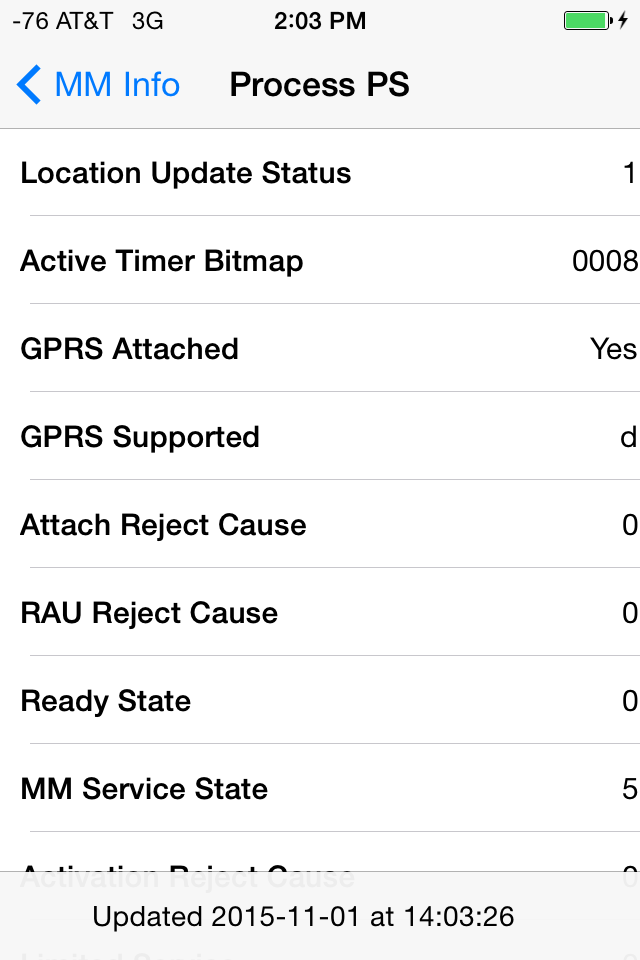 -76 AT&T 3G 2:03 PM
MM Info Process PS
Location Update Status 1
Active Timer Bitmap 0008
GPRS Attached Yes
GPRS Supported d
Attach Reject Cause 0
RAU Reject Cause 0
Ready State 0
MM Service State 5
Activation Reject Cause 0
Updated 2015-11-01 at 14:03:26
Limited Service